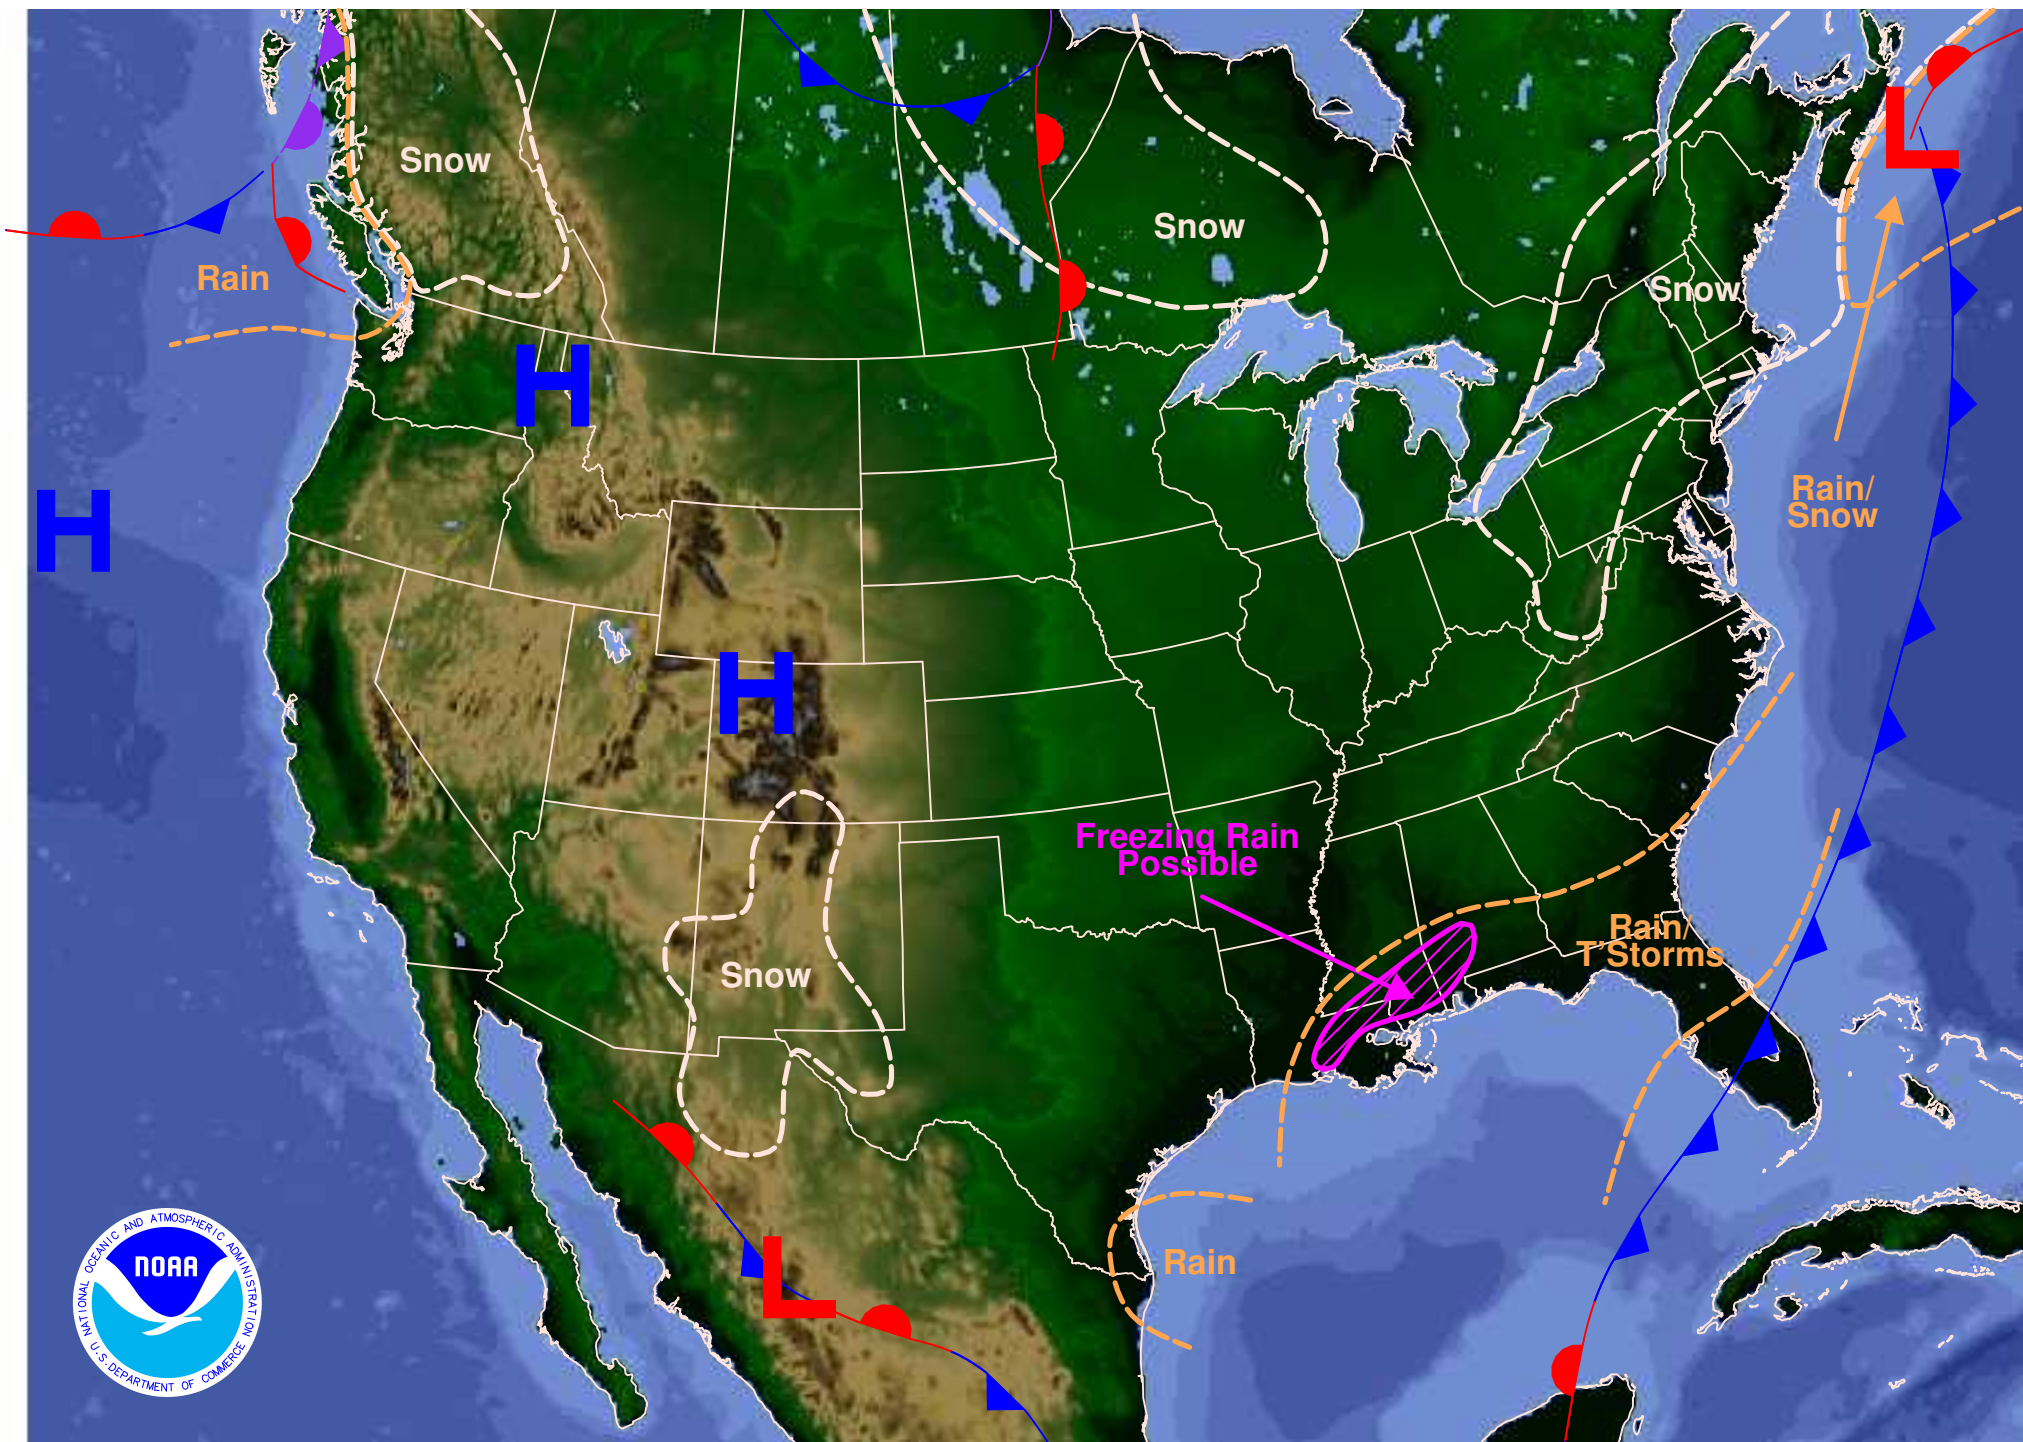 Snow
Snow
Rain
Snow
H
L
H
Rain/
Snow
H
Freezing Rain
Possible
Rain/
T'Storms
Snow
Rain
L
NATIONAL OCEANIC AND ATMOSPHERIC ADMINISTRATION
NOAA
U.S. DEPARTMENT OF COMMERCE